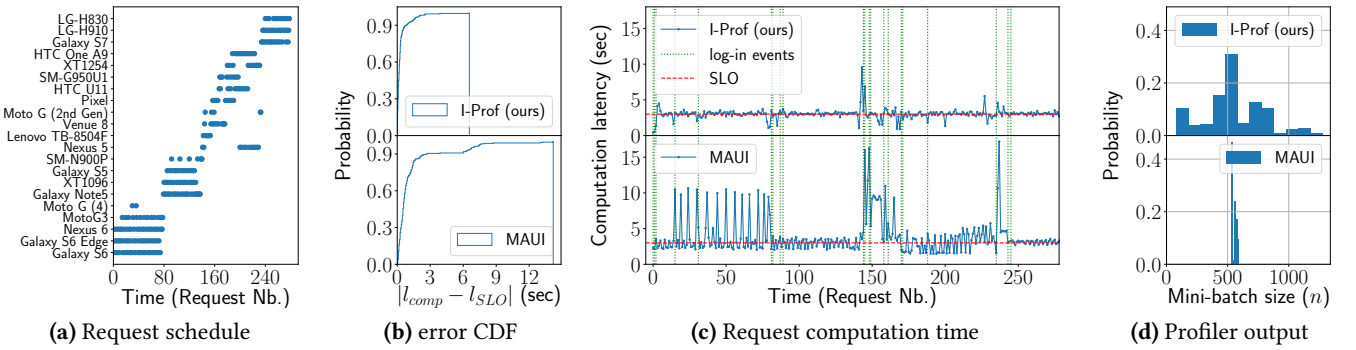 LG-H830
LG-H910
Galaxy S7
HTC One A9
XT1254
SM-G950U1
HTC U11
Pixel
Moto G (2nd Gen)
Venue 8
Lenovo TB-8504F
Nexus 5
SM-N900P
Galaxy S5
XT1096
Galaxy Note5
Moto G (4)
MotoG3
Nexus 6
Galaxy S6 Edge
Galaxy S6
0 80 160 240
Time (Request Nb.)
(a) Request schedule
Probability
0.9
0.6
0.3
0.0
I-Prof (ours)
0.9
0.6
0.3
0.0
MAUI
0 3 6 9 12
|l_comp − l_SLO| (sec)
(b) error CDF
Computation latency (sec)
15
10
5
0
I-Prof (ours)
log-in events
SLO
15
10
5
0
MAUI
0 50 100 150 200 250
Time (Request Nb.)
(c) Request computation time
Probability
0.4
0.2
0.0
I-Prof (ours)
0.4
0.2
0.0
MAUI
0 500 1000
Mini-batch size (n)
(d) Profiler output